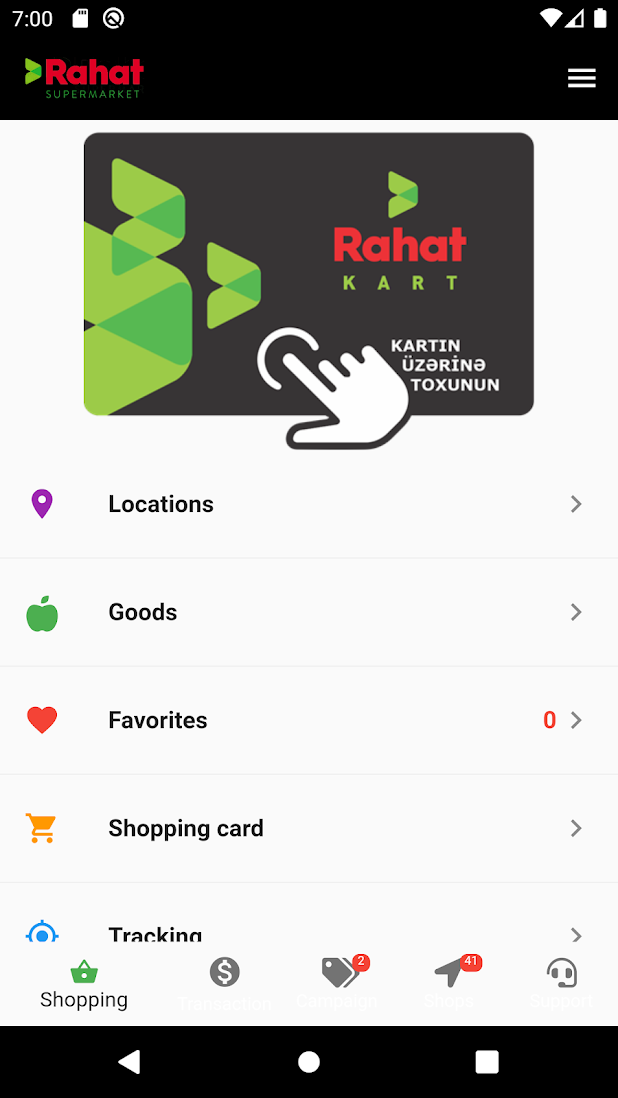 7:00
Rahat
SUPERMARKET
Rahat
KART
KARTIN
ÜZƏRİNƏ
TOXUNUN
Locations
Goods
Favorites 0
Shopping card
Tracking
2 41
Shopping Transaction Campaign Shops Support